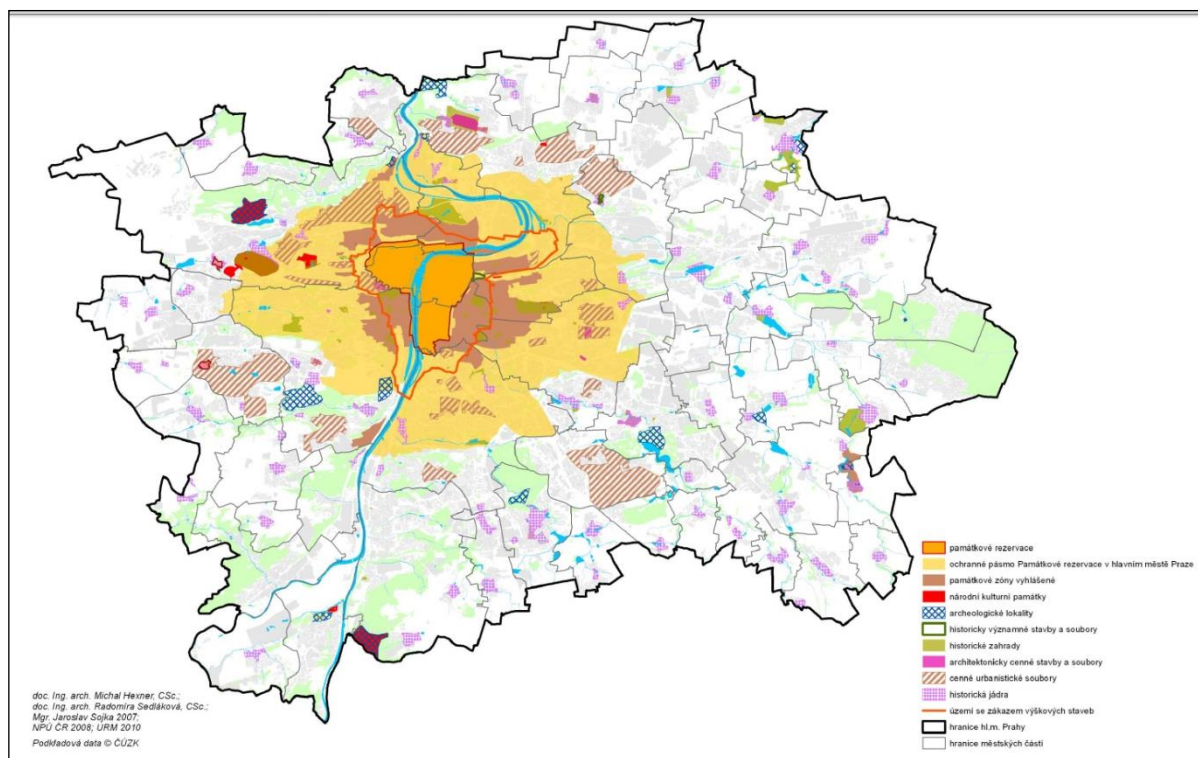 památkové rezervace
ochranné pásmo Památkové rezervace v hlavním městě Praze
památkové zóny vyhlášené
národní kulturní památky
archeologické lokality
historicky významné stavby a soubory
historické zahrady
architektonicky cenné stavby a soubory
cenné urbanistické soubory
historická jádra
území se zákazem výškových staveb
hranice hl.m. Prahy
hranice městských částí
doc. Ing. arch. Michal Hexner, CSc.;
doc. Ing. arch. Radomíra Sedláková, CSc.;
Mgr. Jaroslav Sojka 2007;
NPÚ ČR 2008; ÚRM 2010
Podkladová data © ČÚZK